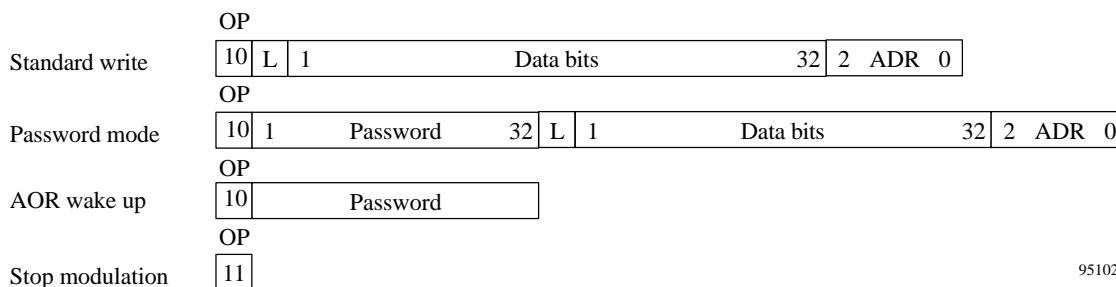 OP
Standard write 10 L 1 Data bits 32 2 ADR 0
OP
Password mode 10 1 Password 32 L 1 Data bits 32 2 ADR 0
OP
AOR wake up 10 Password
OP
Stop modulation 11
95102